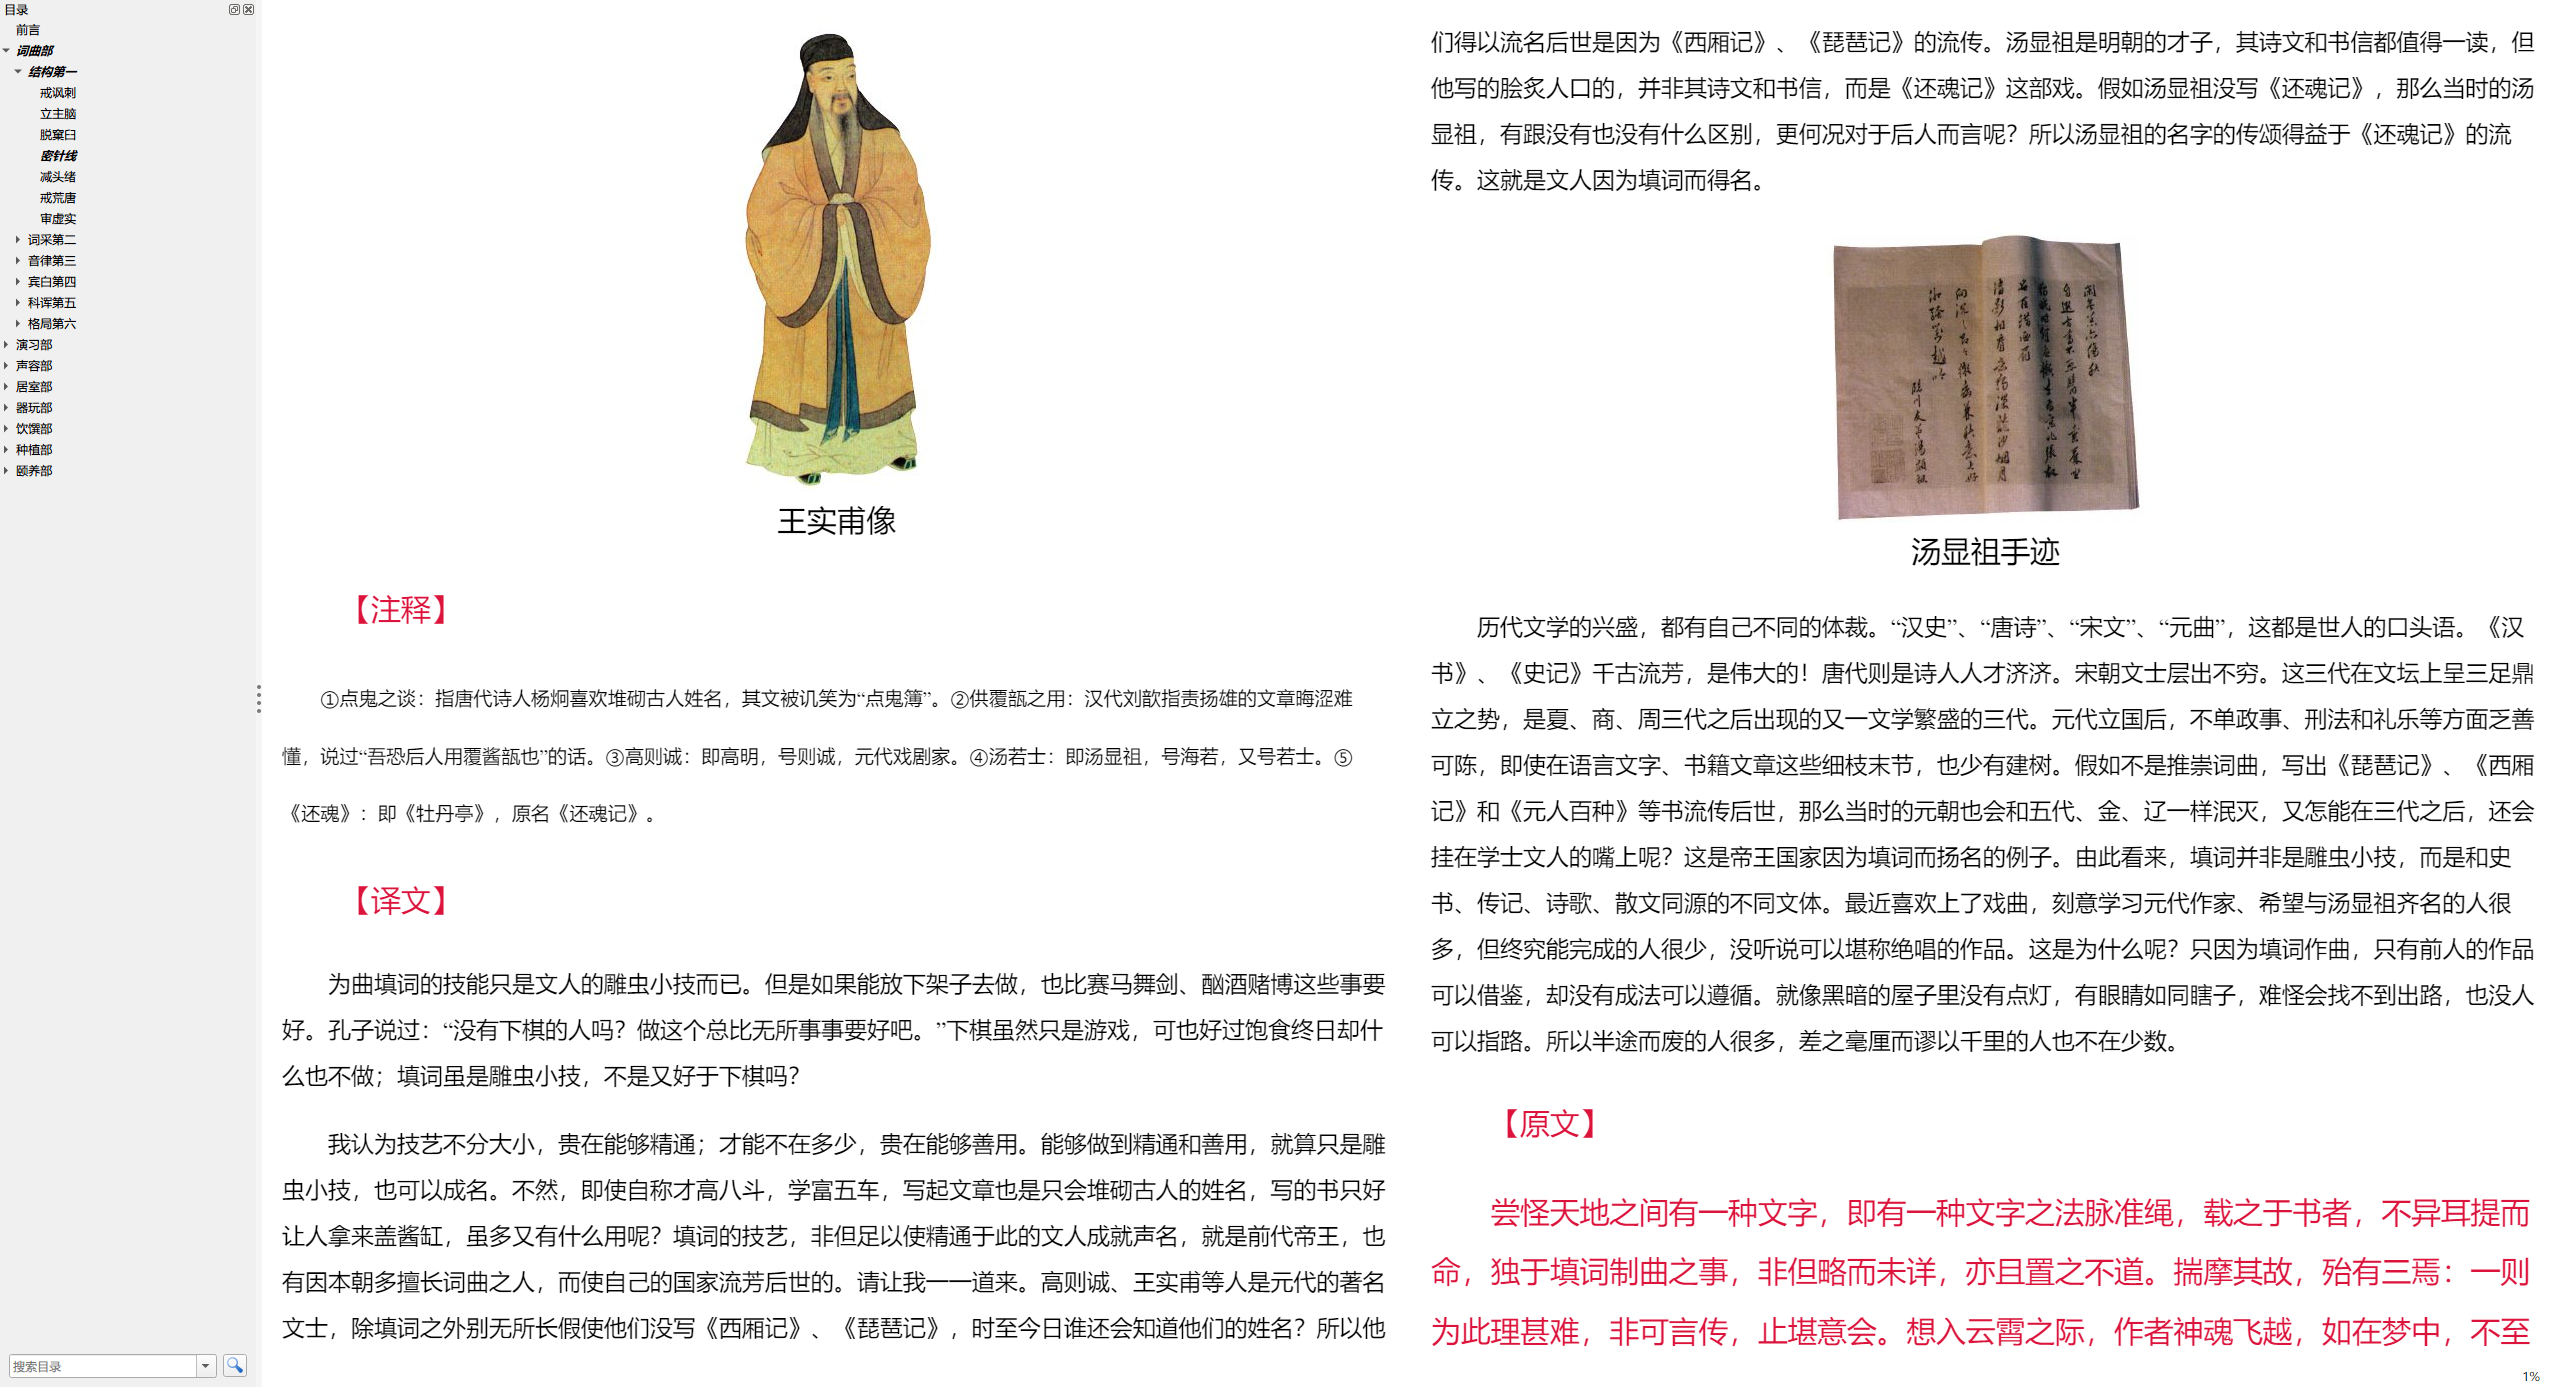 目录
前言
词曲部
结构第一
戒讽刺
立主脑
脱窠臼
密针线
减头绪
戒荒唐
审虚实
词采第二
音律第三
宾白第四
科诨第五
格局第六
演习部
声容部
居室部
器玩部
饮馔部
种植部
颐养部
搜索目录
王实甫像
【注释】
①点鬼之谈：指唐代诗人杨炯喜欢堆砌古人姓名，其文被讥笑为“点鬼簿”。②供覆瓿之用：汉代刘歆指责扬雄的文章晦涩难
懂，说过“吾恐后人用覆酱瓿也”的话。③高则诚：即高明，号则诚，元代戏剧家。④汤若士：即汤显祖，号海若，又号若士。⑤
《还魂》：即《牡丹亭》，原名《还魂记》。
【译文】
为曲填词的技能只是文人的雕虫小技而已。但是如果能放下架子去做，也比赛马舞剑、酗酒赌博这些事要
好。孔子说过：“没有下棋的人吗？做这个总比无所事事要好吧。”下棋虽然只是游戏，可也好过饱食终日却什
么也不做；填词虽是雕虫小技，不是又好于下棋吗？
我认为技艺不分大小，贵在能够精通；才能不在多少，贵在能够善用。能够做到精通和善用，就算只是雕
虫小技，也可以成名。不然，即使自称才高八斗，学富五车，写起文章也是只会堆砌古人的姓名，写的书只好
让人拿来盖酱缸，虽多又有什么用呢？填词的技艺，非但足以使精通于此的文人成就声名，就是前代帝王，也
有因本朝多擅长词曲之人，而使自己的国家流芳后世的。请让我一一道来。高则诚、王实甫等人是元代的著名
文士，除填词之外别无所长假使他们没写《西厢记》、《琵琶记》，时至今日谁还会知道他们的姓名？所以他
们得以流名后世是因为《西厢记》、《琵琶记》的流传。汤显祖是明朝的才子，其诗文和书信都值得一读，但
他写的脍炙人口的，并非其诗文和书信，而是《还魂记》这部戏。假如汤显祖没写《还魂记》，那么当时的汤
显祖，有跟没有也没有什么区别，更何况对于后人而言呢？所以汤显祖的名字的传颂得益于《还魂记》的流
传。这就是文人因为填词而得名。
汤显祖手迹
历代文学的兴盛，都有自己不同的体裁。“汉史”、“唐诗”、“宋文”、“元曲”，这都是世人的口头语。《汉
书》、《史记》千古流芳，是伟大的！唐代则是诗人人才济济。宋朝文士层出不穷。这三代在文坛上呈三足鼎
立之势，是夏、商、周三代之后出现的又一文学繁盛的三代。元代立国后，不单政事、刑法和礼乐等方面乏善
可陈，即使在语言文字、书籍文章这些细枝末节，也少有建树。假如不是推崇词曲，写出《琵琶记》、《西厢
记》和《元人百种》等书流传后世，那么当时的元朝也会和五代、金、辽一样泯灭，又怎能在三代之后，还会
挂在学士文人的嘴上呢？这是帝王国家因为填词而扬名的例子。由此看来，填词并非是雕虫小技，而是和史
书、传记、诗歌、散文同源的不同文体。最近喜欢上了戏曲，刻意学习元代作家、希望与汤显祖齐名的人很
多，但终究能完成的人很少，没听说可以堪称绝唱的作品。这是为什么呢？只因为填词作曲，只有前人的作品
可以借鉴，却没有成法可以遵循。就像黑暗的屋子里没有点灯，有眼睛如同瞎子，难怪会找不到出路，也没人
可以指路。所以半途而废的人很多，差之毫厘而谬以千里的人也不在少数。
【原文】
尝怪天地之间有一种文字，即有一种文字之法脉准绳，载之于书者，不异耳提而
命，独于填词制曲之事，非但略而未详，亦且置之不道。揣摩其故，殆有三焉：一则
为此理甚难，非可言传，止堪意会。想入云霄之际，作者神魂飞越，如在梦中，不至
1%